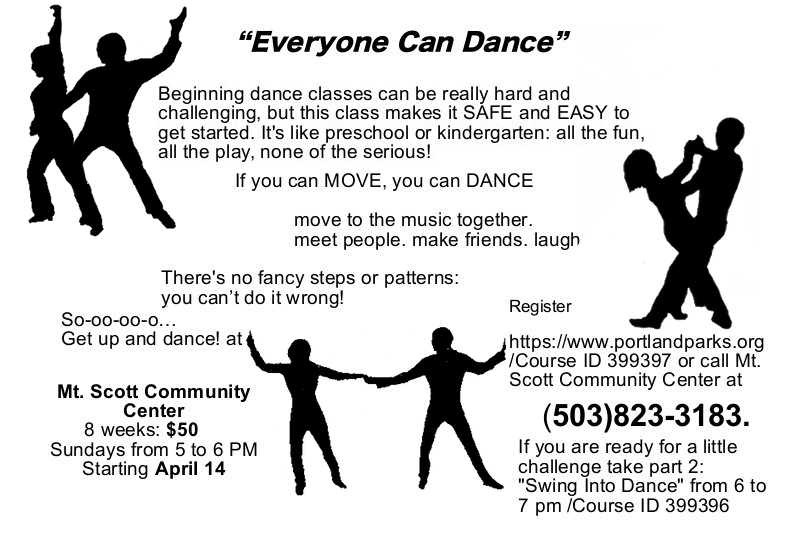 “Everyone Can Dance”
Beginning dance classes can be really hard and
challenging, but this class makes it SAFE and EASY to
get started. It's like preschool or kindergarten: all the fun,
all the play, none of the serious!
If you can MOVE, you can DANCE
move to the music together.
meet people. make friends. laugh
There's no fancy steps or patterns:
you can’t do it wrong!
So-oo-oo-o...
Get up and dance! at
Mt. Scott Community
Center
8 weeks: $50
Sundays from 5 to 6 PM
Starting April 14
Register
https://www.portlandparks.org
/Course ID 399397 or call Mt.
Scott Community Center at
(503)823-3183.
If you are ready for a little
challenge take part 2:
"Swing Into Dance" from 6 to
7 pm /Course ID 399396